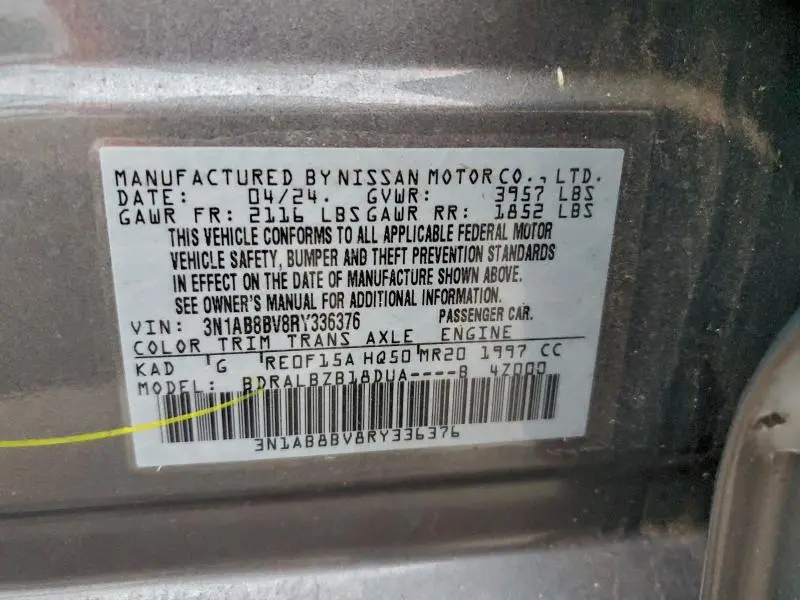 MANUFACTURED BY NISSAN MOTOR CO., LTD.
DATE: 04/24. GVWR: 3957 LBS
GAWR FR: 2116 LBS GAWR RR: 1852 LBS
THIS VEHICLE CONFORMS TO ALL APPLICABLE FEDERAL MOTOR
VEHICLE SAFETY, BUMPER AND THEFT PREVENTION STANDARDS
IN EFFECT ON THE DATE OF MANUFACTURE SHOWN ABOVE.
SEE OWNER'S MANUAL FOR ADDITIONAL INFORMATION.
VIN: 3N1AB8BV8RY336376 PASSENGER CAR.
COLOR TRIM TRANS AXLE ENGINE
KAD G RE0F15A HQ50 MR20 1997 CC
MODEL: BDRALBZB18DUA----B 4Z000
3N1AB8BV8RY336376